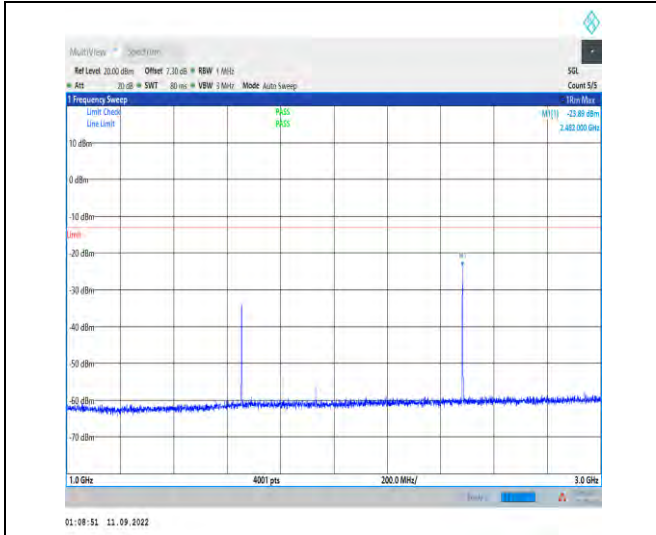 MultiView Spectrum
Ref Level 20.00 dBm Offset 7.30 dB RBW 1 MHz SGL
Att 20 dB SWT 80 ms VBW 3 MHz Mode Auto Sweep Count 5/5
1 Frequency Sweep 1Rm Max
Limit Check PASS M1[1] -23.89 dBm
Line Limit PASS 2.482 000 GHz
10 dBm
0 dBm
-10 dBm
Limit
-20 dBm
M1
-30 dBm
-40 dBm
-50 dBm
-60 dBm
-70 dBm
1.0 GHz 4001 pts 200.0 MHz/ 3.0 GHz
01:08:51 11.09.2022